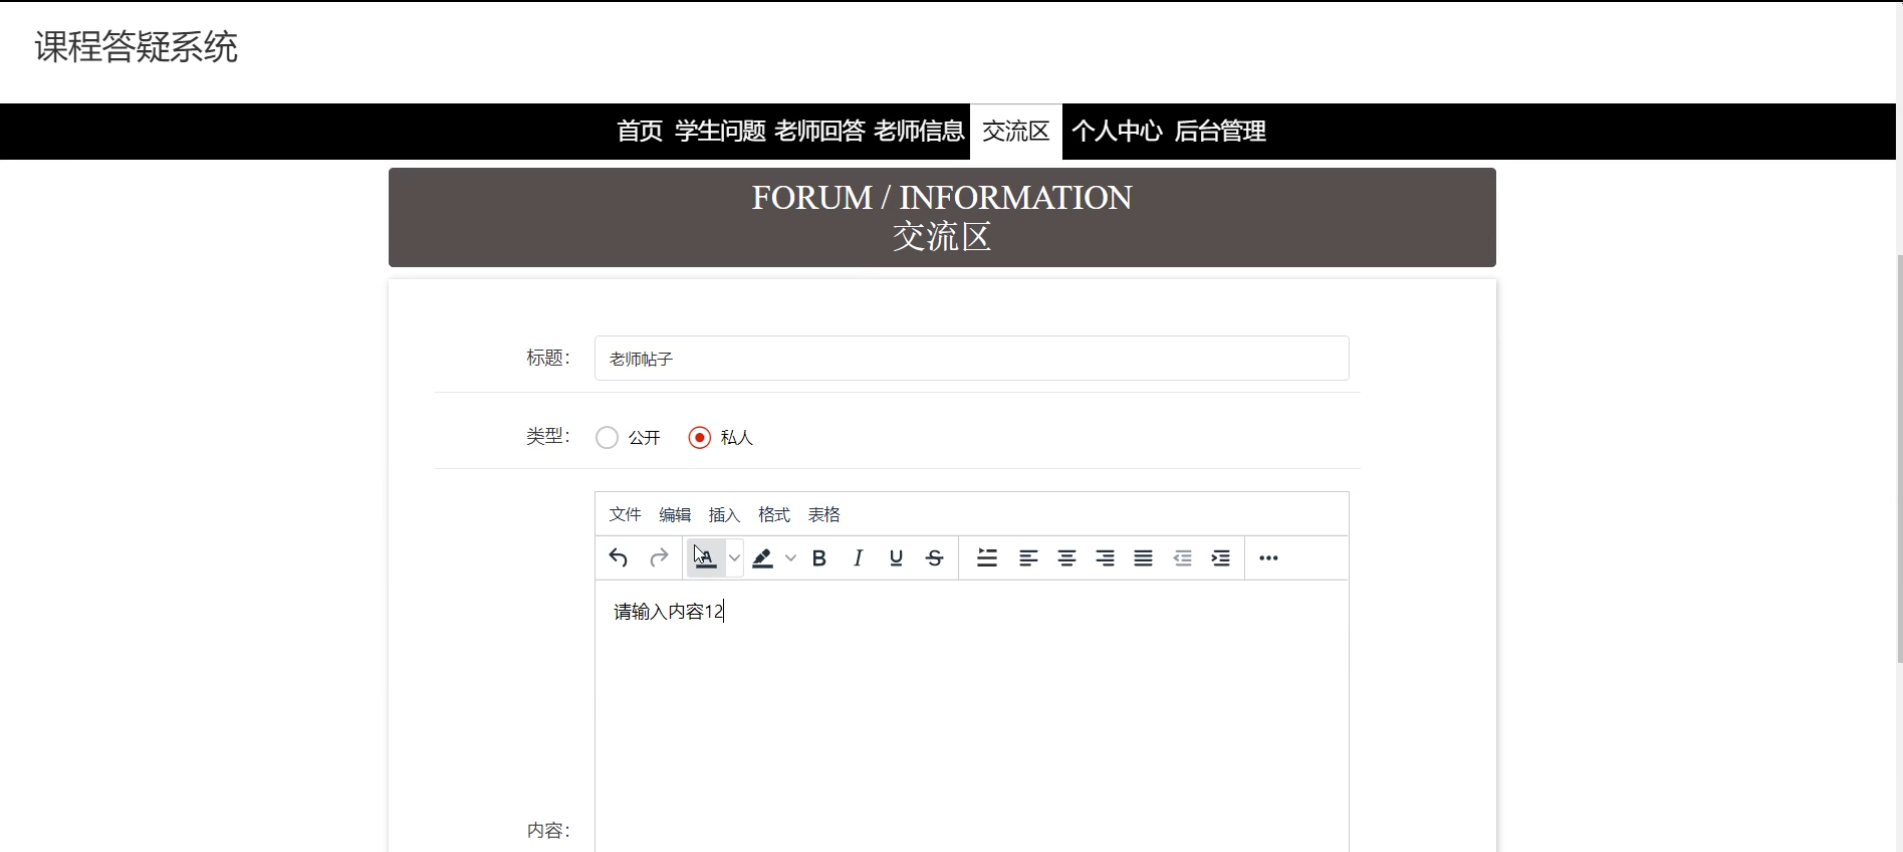 课程答疑系统
首页 学生问题 老师回答 老师信息 交流区 个人中心 后台管理
FORUM / INFORMATION
交流区
标题： 老师帖子
类型： 公开 私人
文件 编辑 插入 格式 表格
请输入内容12
内容：